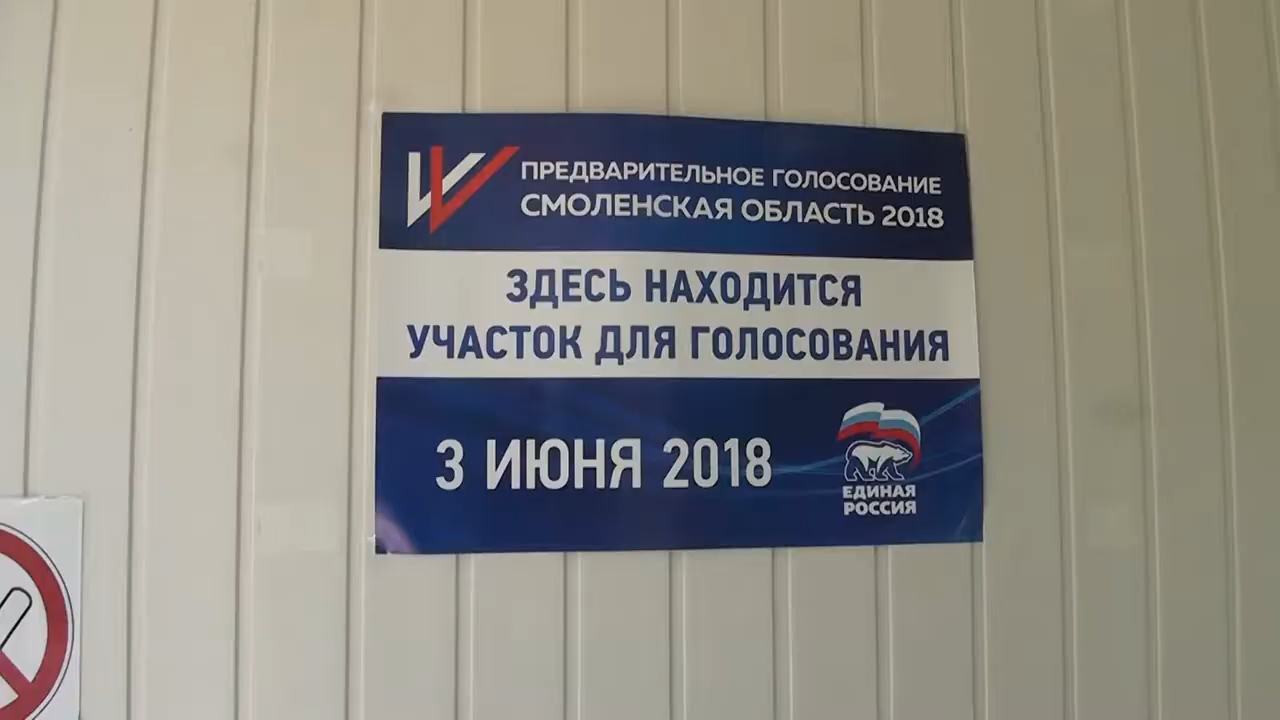 ПРЕДВАРИТЕЛЬНОЕ ГОЛОСОВАНИЕ
СМОЛЕНСКАЯ ОБЛАСТЬ 2018
ЗДЕСЬ НАХОДИТСЯ
УЧАСТОК ДЛЯ ГОЛОСОВАНИЯ
3 ИЮНЯ 2018
ЕДИНАЯ
РОССИЯ